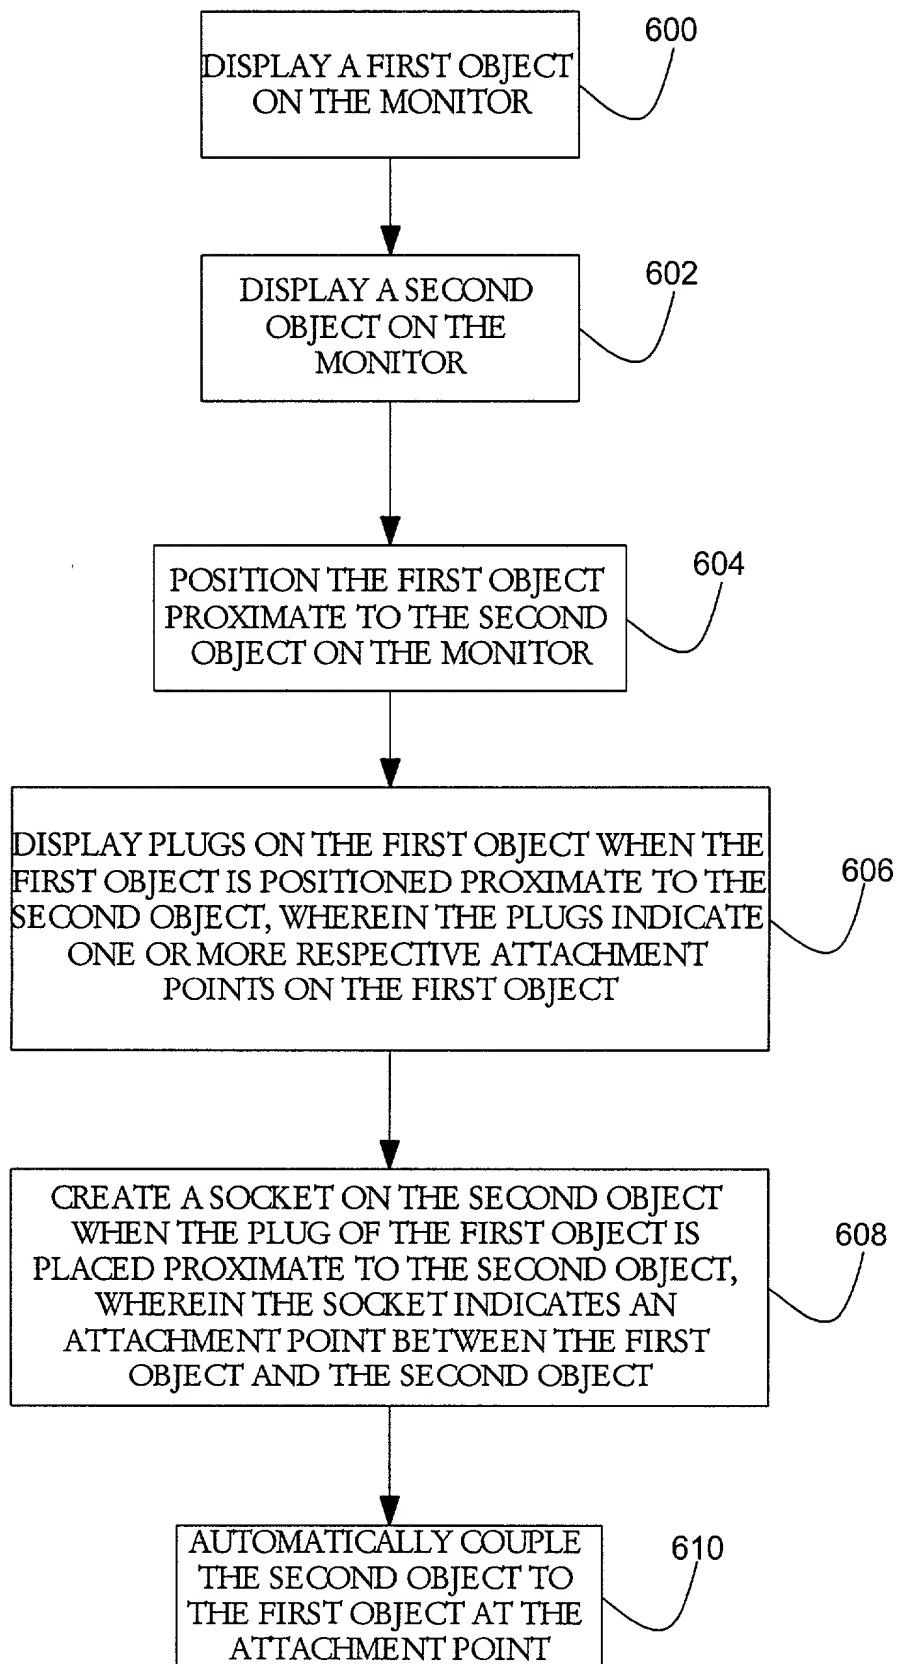 600
DISPLAY A FIRST OBJECT
ON THE MONITOR
602
DISPLAY A SECOND
OBJECT ON THE
MONITOR
604
POSITION THE FIRST OBJECT
PROXIMATE TO THE SECOND
OBJECT ON THE MONITOR
606
DISPLAY PLUGS ON THE FIRST OBJECT WHEN THE
FIRST OBJECT IS POSITIONED PROXIMATE TO THE
SECOND OBJECT, WHEREIN THE PLUGS INDICATE
ONE OR MORE RESPECTIVE ATTACHMENT
POINTS ON THE FIRST OBJECT
608
CREATE A SOCKET ON THE SECOND OBJECT
WHEN THE PLUG OF THE FIRST OBJECT IS
PLACED PROXIMATE TO THE SECOND OBJECT,
WHEREIN THE SOCKET INDICATES AN
ATTACHMENT POINT BETWEEN THE FIRST
OBJECT AND THE SECOND OBJECT
610
AUTOMATICALLY COUPLE
THE SECOND OBJECT TO
THE FIRST OBJECT AT THE
ATTACHMENT POINT